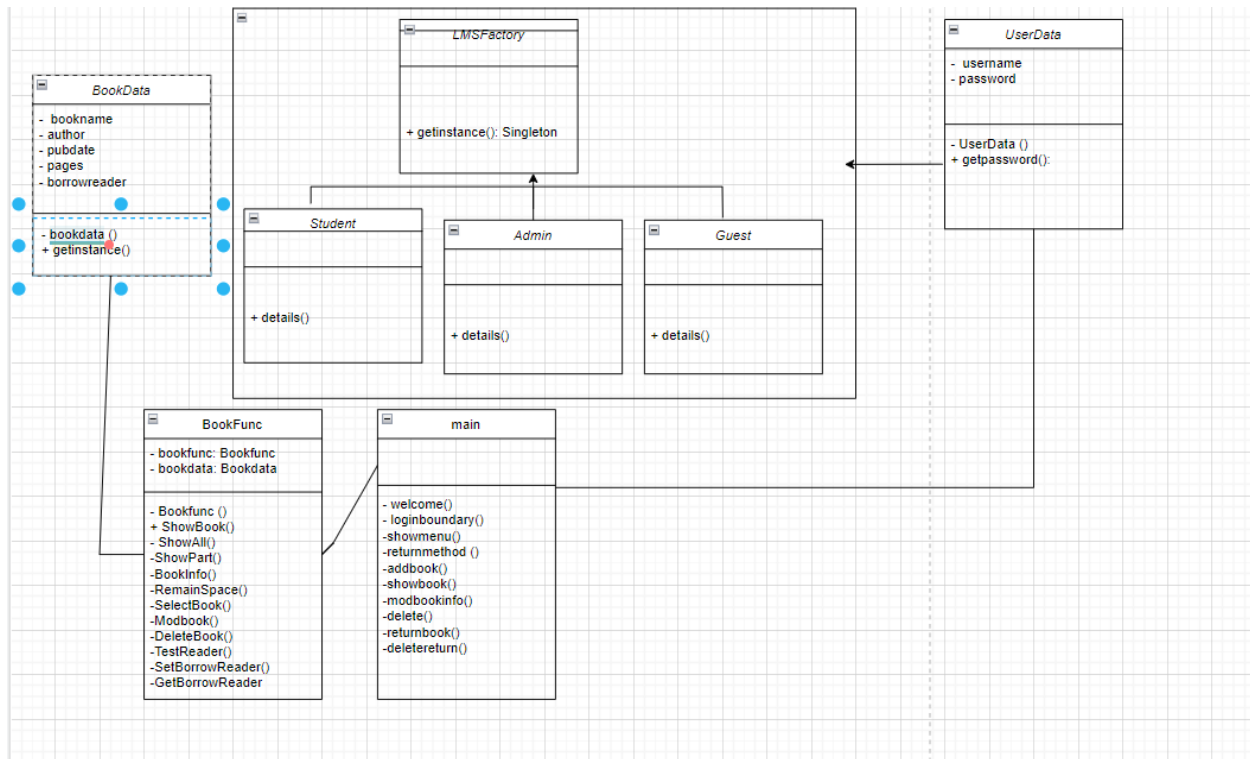 LMSFactory
+ getinstance(): Singleton
UserData
- username
- password
- UserData ()
+ getpassword():
BookData
- bookname
- author
- pubdate
- pages
- borrowreader
- bookdata ()
+ getinstance()
Student
+ details()
Admin
+ details()
Guest
+ details()
BookFunc
- bookfunc: Bookfunc
- bookdata: Bookdata
- Bookfunc ()
+ ShowBook()
- ShowAll()
-ShowPart()
-BookInfo()
-RemainSpace()
-SelectBook()
-Modbook()
-DeleteBook()
-TestReader()
-SetBorrowReader()
-GetBorrowReader
main
- welcome()
- loginboundary()
-showmenu()
-returnmethod ()
-addbook()
-showbook()
-modbookinfo()
-delete()
-returnbook()
-deletereturn()